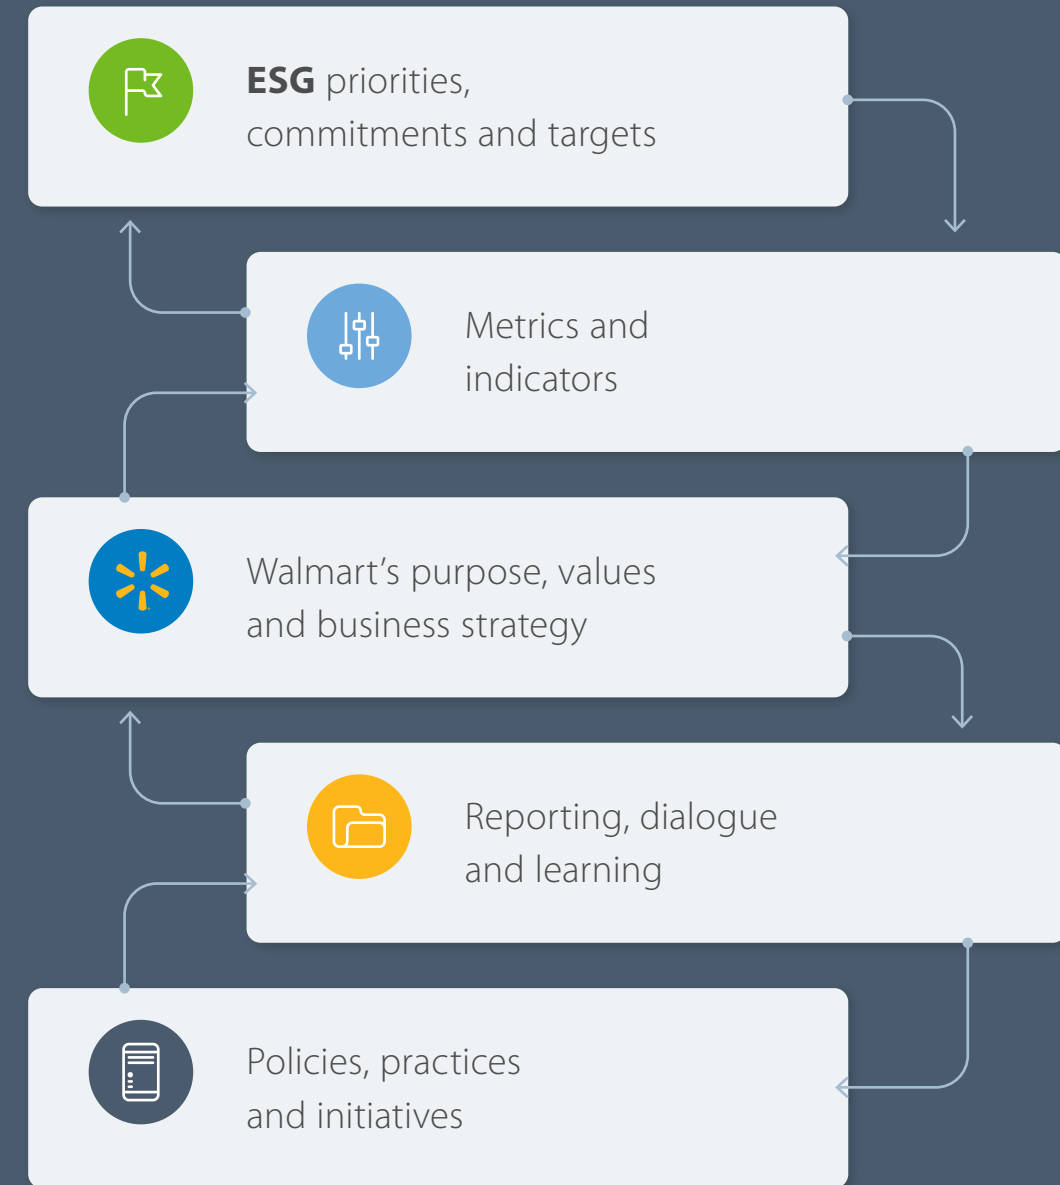 ESG priorities,
commitments and targets
Metrics and
indicators
Walmart’s purpose, values
and business strategy
Reporting, dialogue
and learning
Policies, practices
and initiatives